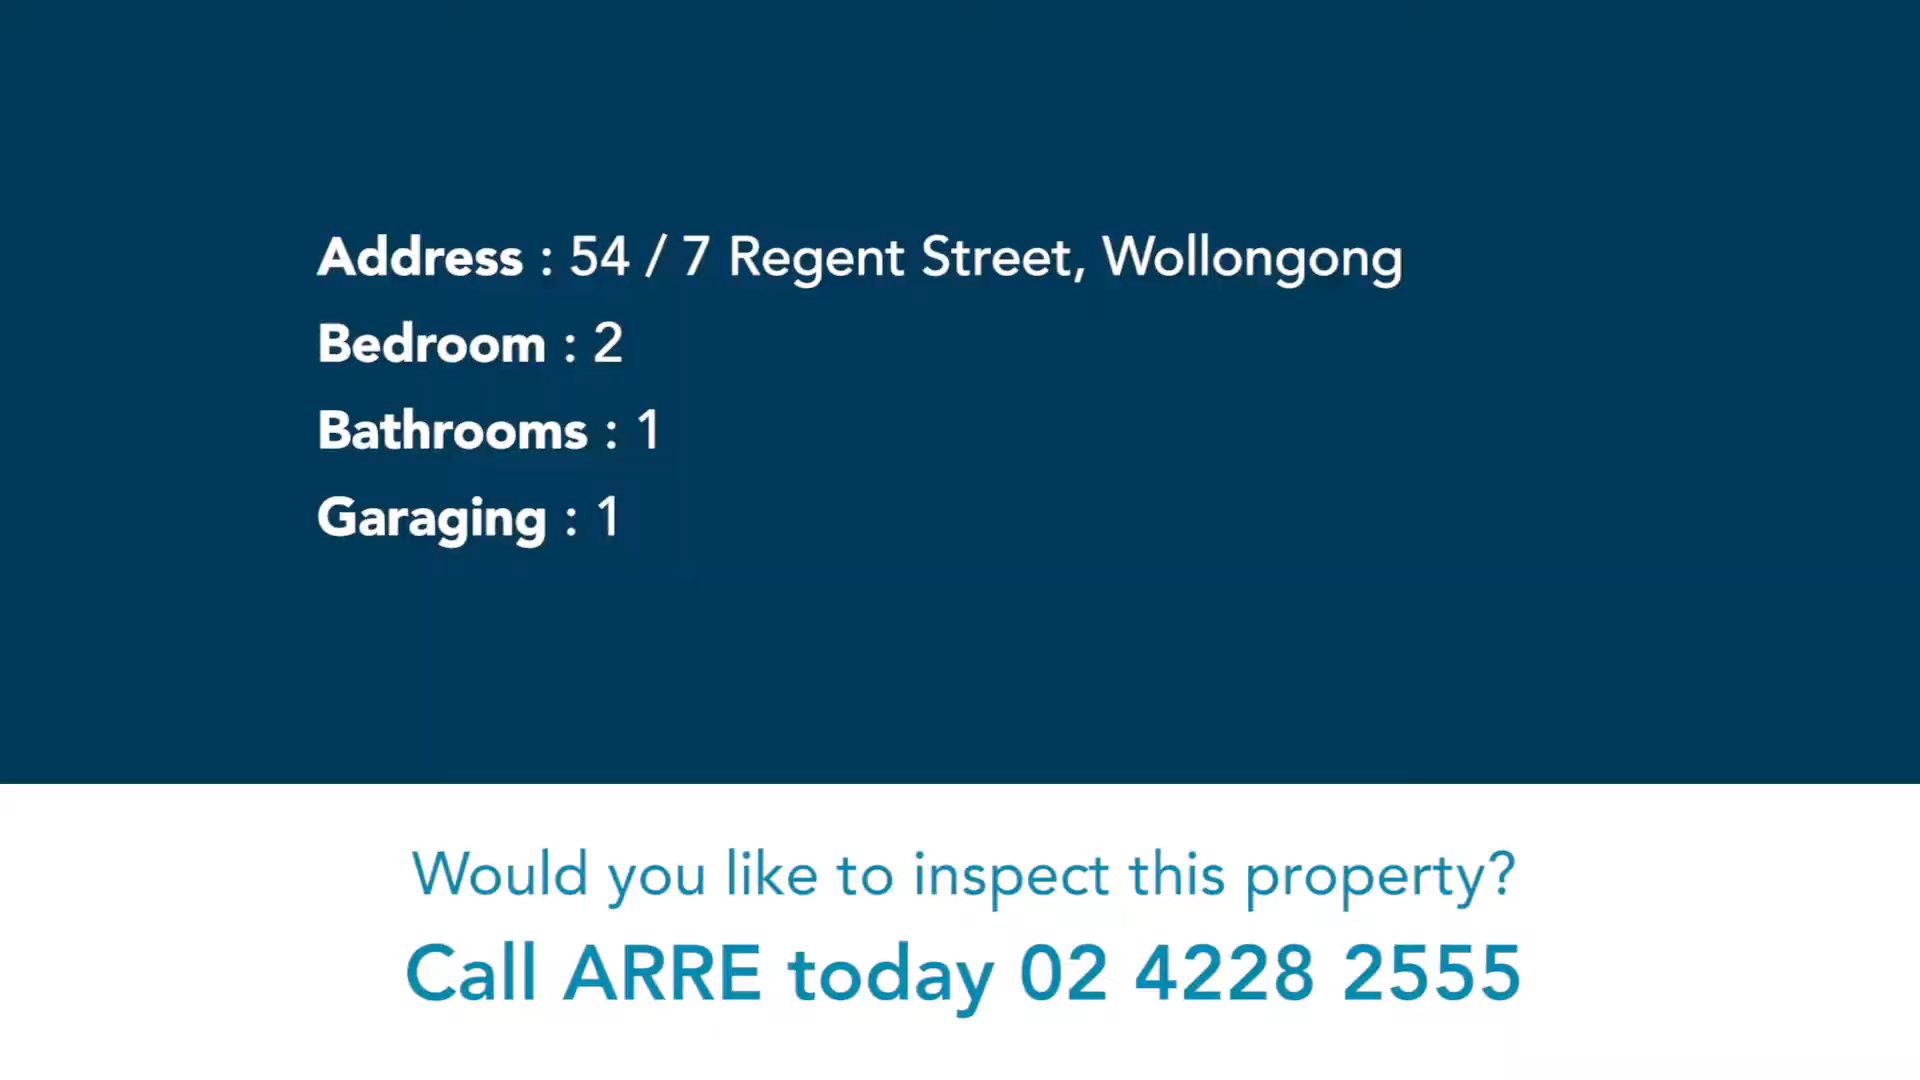 Address : 54 / 7 Regent Street, Wollongong
Bedroom : 2
Bathrooms : 1
Garaging : 1
Would you like to inspect this property?
Call ARRE today 02 4228 2555